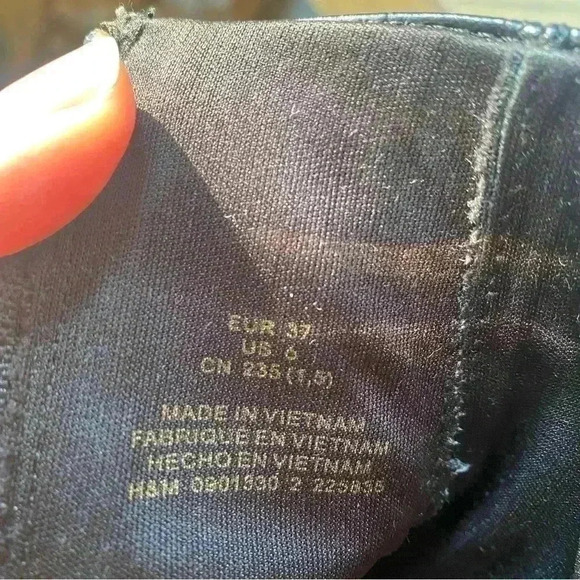 EUR 37
US 6
CN 235 (1,5)
MADE IN VIETNAM
FABRIQUE EN VIETNAM
HECHO EN VIETNAM
H&M 0901330 2 225835